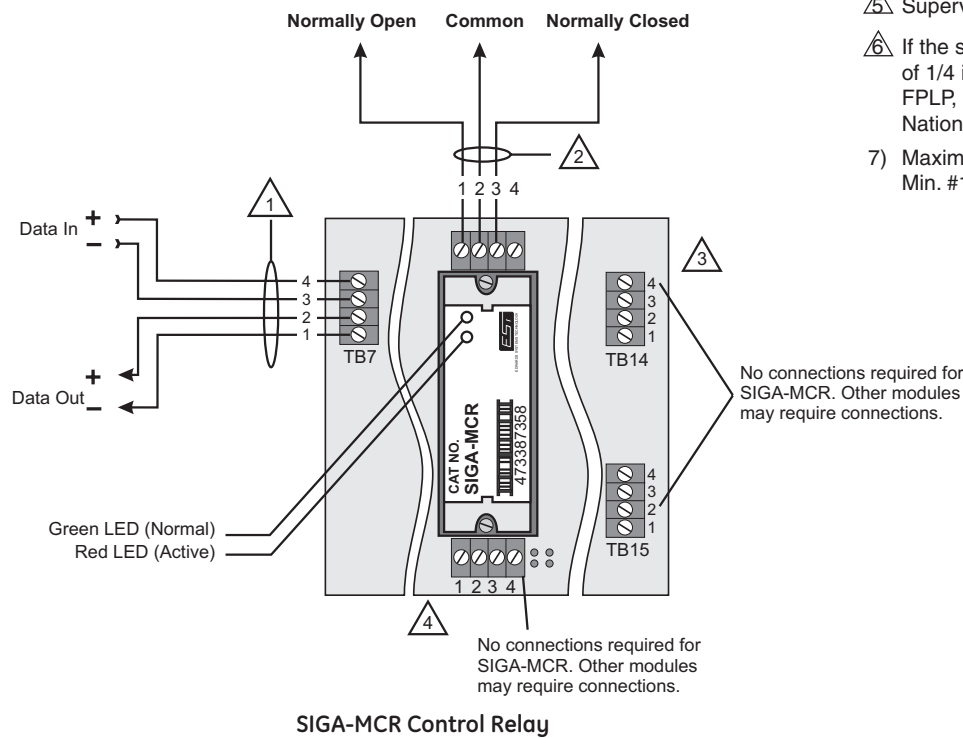 Normally Open Common Normally Closed
2
1 2 3 4
1
Data In + −
4
3
2
1
TB7
Data Out + −
3
4
3
2
1
TB14
No connections required for
SIGA-MCR. Other modules
may require connections.
EST
CAT NO.
SIGA-MCR
473387358
4
3
2
1
TB15
Green LED (Normal)
Red LED (Active)
1 2 3 4
4
No connections required for
SIGA-MCR. Other modules
may require connections.
SIGA-MCR Control Relay
5 Superv
6 If the s
of 1/4 i
FPLP,
Nation
7) Maxim
Min. #1